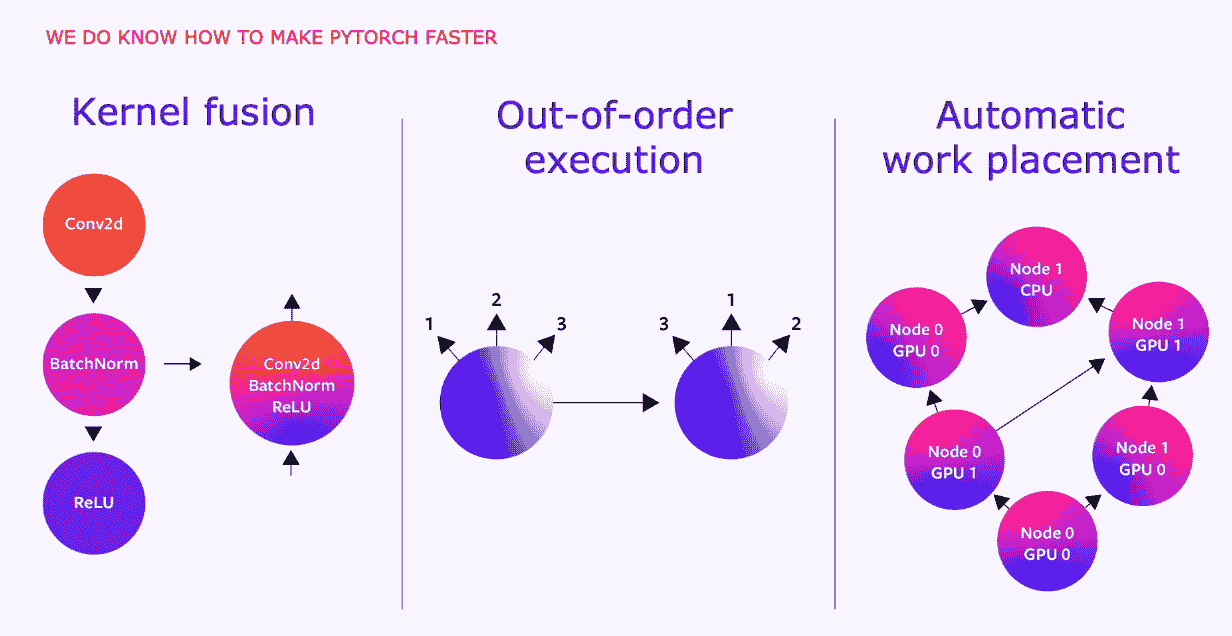 WE DO KNOW HOW TO MAKE PYTORCH FASTER
Kernel fusion
Conv2d
BatchNorm
ReLU
Conv2d
BatchNorm
ReLU
Out-of-order
execution
1
2
3
3
1
2
Automatic
work placement
Node 1
CPU
Node 0
GPU 0
Node 1
GPU 1
Node 0
GPU 1
Node 1
GPU 0
Node 0
GPU 0